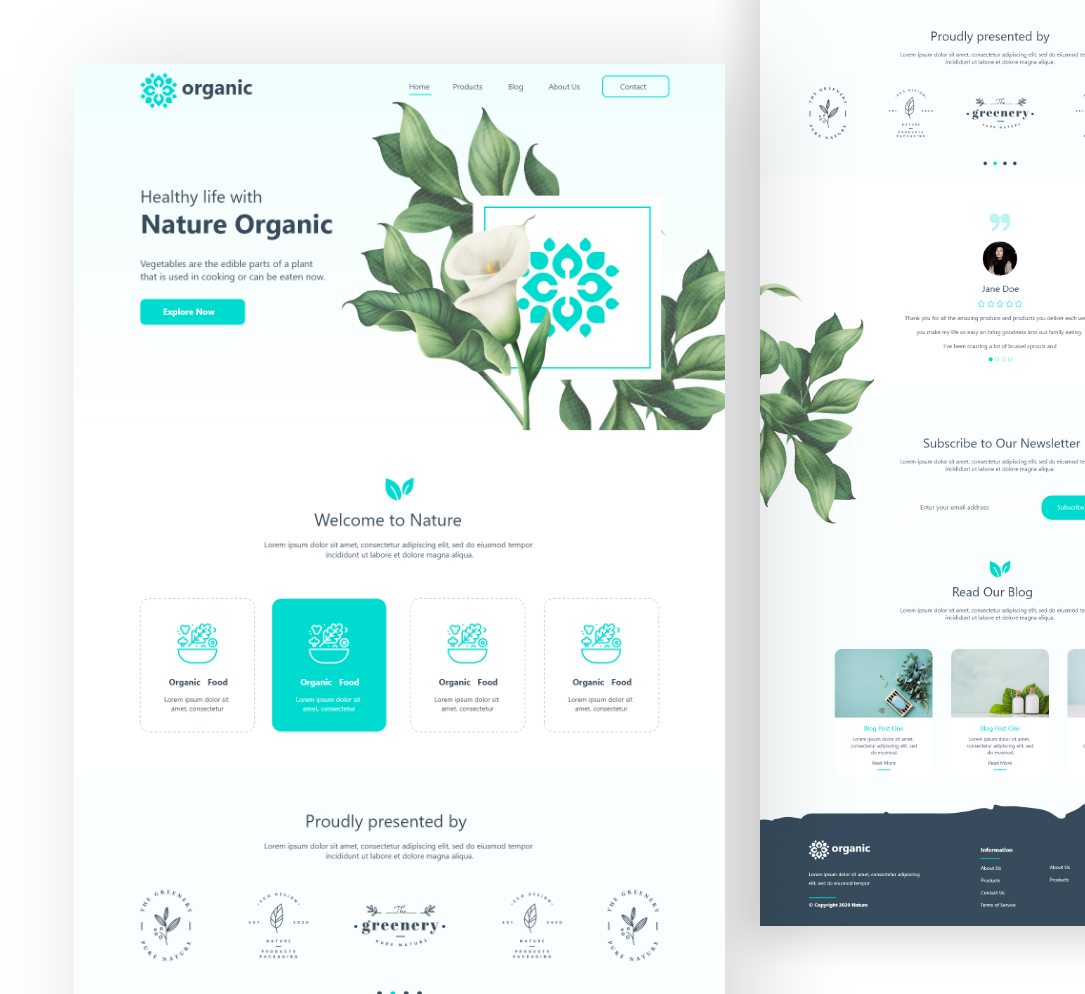 organic
Home Products Blog About Us Contact
Healthy life with
Nature Organic
Vegetables are the edible parts of a plant
that is used in cooking or can be eaten now.
Explore Now
Welcome to Nature
Lorem ipsum dolor sit amet, consectetur adipiscing elit, sed do eiusmod tempor
incididunt ut labore et dolore magna aliqua.
Organic Food
Lorem ipsum dolor sit
amet, consectetur
Organic Food
Lorem ipsum dolor sit
amet, consectetur
Organic Food
Lorem ipsum dolor sit
amet, consectetur
Organic Food
Lorem ipsum dolor sit
amet, consectetur
Proudly presented by
Lorem ipsum dolor sit amet, consectetur adipiscing elit, sed do eiusmod tempor
incididunt ut labore et dolore magna aliqua.
THE GREENERY
PURE NATURE
ECO DESIGN
EST. 2020
NATURE
PRODUCTS
PACKAGING
The
greenery
PURE NATURE
ECO DESIGN
EST. 2020
NATURE
PRODUCTS
PACKAGING
THE GREENERY
PURE NATURE
Proudly presented by
Lorem ipsum dolor sit amet, consectetur adipiscing elit, sed do eiusmod
incididunt ut labore et dolore magna aliqua.
THE GREENERY
PURE NATURE
ECO DESIGN
EST. 2020
NATURE
PRODUCTS
PACKAGING
The
greenery
PURE NATURE
Jane Doe
Thank you for all the amazing produce and products you deliver each
you make my life so easy an bring goodness into our family eating.
I've been roasting a lot of brussel sprouts and
Subscribe to Our Newsletter
Lorem ipsum dolor sit amet, consectetur adipiscing elit, sed do eiusmod
incididunt ut labore et dolore magna aliqua.
Enter your email address
Subscribe
Read Our Blog
Lorem ipsum dolor sit amet, consectetur adipiscing elit, sed do eiusmod
incididunt ut labore et dolore magna aliqua.
Blog Post One
Lorem ipsum dolor sit amet,
consectetur adipiscing elit, sed
do eiusmod.
Read More
Blog Post One
Lorem ipsum dolor sit amet,
consectetur adipiscing elit, sed
do eiusmod.
Read More
organic
Lorem ipsum dolor sit amet, consectetur adipiscing
elit, sed do eiusmod tempor
© Copyright 2020 Nature
Information
About Us
Products
Contact Us
Terms of Service
About Us
Products